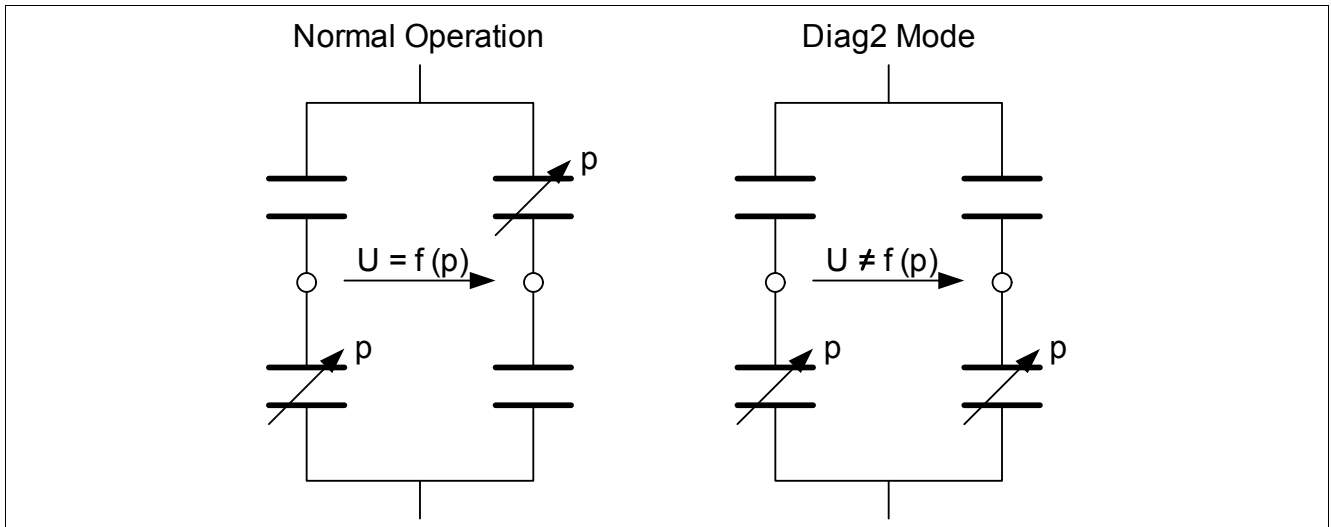 Normal Operation
Diag2 Mode
p
U = f (p)
U ≠ f (p)
p
p
p